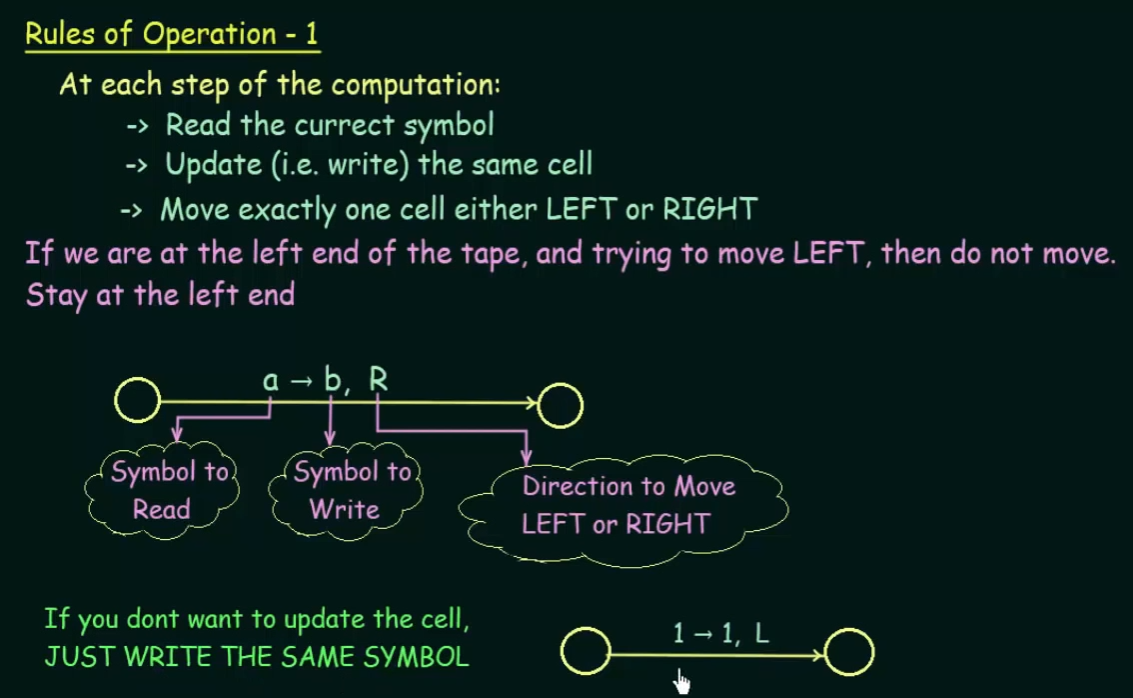 Rules of Operation - 1
At each step of the computation:
-> Read the currect symbol
-> Update (i.e. write) the same cell
-> Move exactly one cell either LEFT or RIGHT
If we are at the left end of the tape, and trying to move LEFT, then do not move.
Stay at the left end
a → b, R
Symbol to
Read
Symbol to
Write
Direction to Move
LEFT or RIGHT
If you dont want to update the cell,
JUST WRITE THE SAME SYMBOL
1 → 1, L